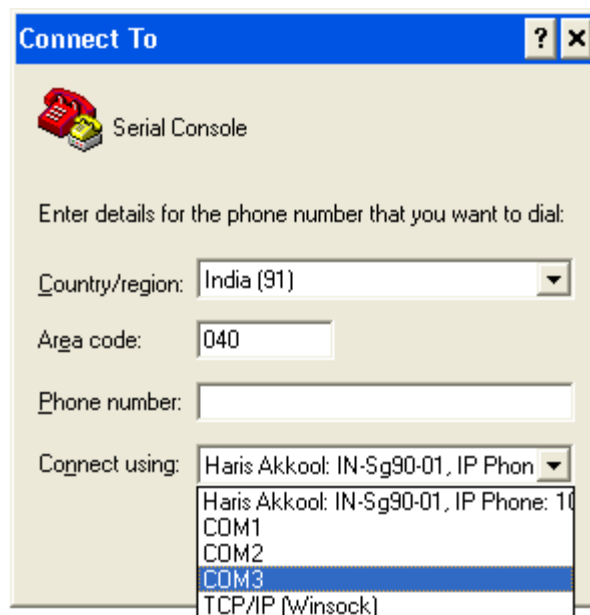 Connect To
Serial Console
Enter details for the phone number that you want to dial:
Country/region: India (91)
Area code: 040
Phone number:
Connect using: Haris Akkool: IN-Sg90-01, IP Phon
Haris Akkool: IN-Sg90-01, IP Phone: 10
COM1
COM2
COM3
TCP/IP (Winsock)